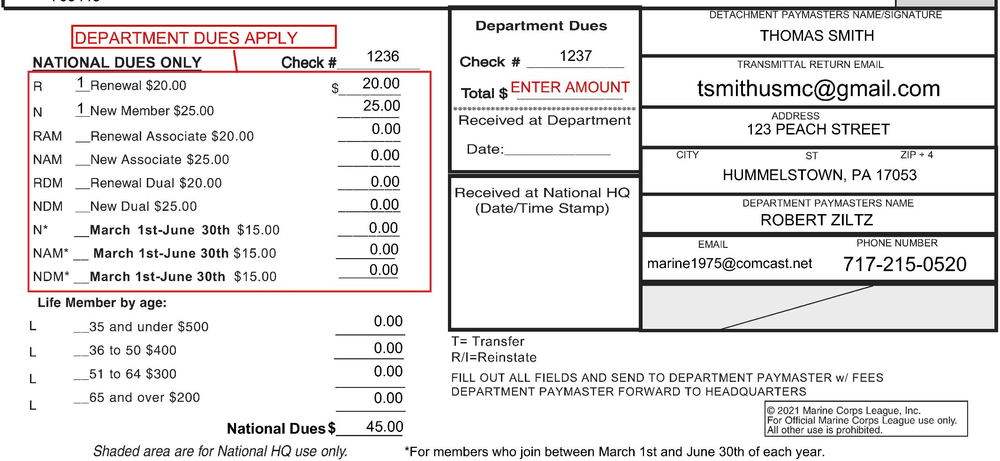 DEPARTMENT DUES APPLY
NATIONAL DUES ONLY Check # 1236
R 1 Renewal $20.00 $ 20.00
N 1 New Member $25.00 25.00
RAM __Renewal Associate $20.00 0.00
NAM __New Associate $25.00 0.00
RDM __Renewal Dual $20.00 0.00
NDM __New Dual $25.00 0.00
N* __March 1st-June 30th $15.00 0.00
NAM* __ March 1st-June 30th $15.00 0.00
NDM* __March 1st-June 30th $15.00 0.00
Life Member by age:
L __35 and under $500 0.00
L __36 to 50 $400 0.00
L __51 to 64 $300 0.00
L __65 and over $200 0.00
National Dues $ 45.00
Shaded area are for National HQ use only.
Department Dues
Check # 1237
Total $ ENTER AMOUNT
***********************************
Received at Department
Date:______________
Received at National HQ
(Date/Time Stamp)
DETACHMENT PAYMASTERS NAME/SIGNATURE
THOMAS SMITH
TRANSMITTAL RETURN EMAIL
tsmithusmc@gmail.com
ADDRESS
123 PEACH STREET
CITY ST ZIP + 4
HUMMELSTOWN, PA 17053
DEPARTMENT PAYMASTERS NAME
ROBERT ZILTZ
EMAIL PHONE NUMBER
marine1975@comcast.net 717-215-0520
T= Transfer
R/I=Reinstate
FILL OUT ALL FIELDS AND SEND TO DEPARTMENT PAYMASTER w/ FEES
DEPARTMENT PAYMASTER FORWARD TO HEADQUARTERS
© 2021 Marine Corps League, Inc.
For Official Marine Corps League use only.
All other use is prohibited.
*For members who join between March 1st and June 30th of each year.